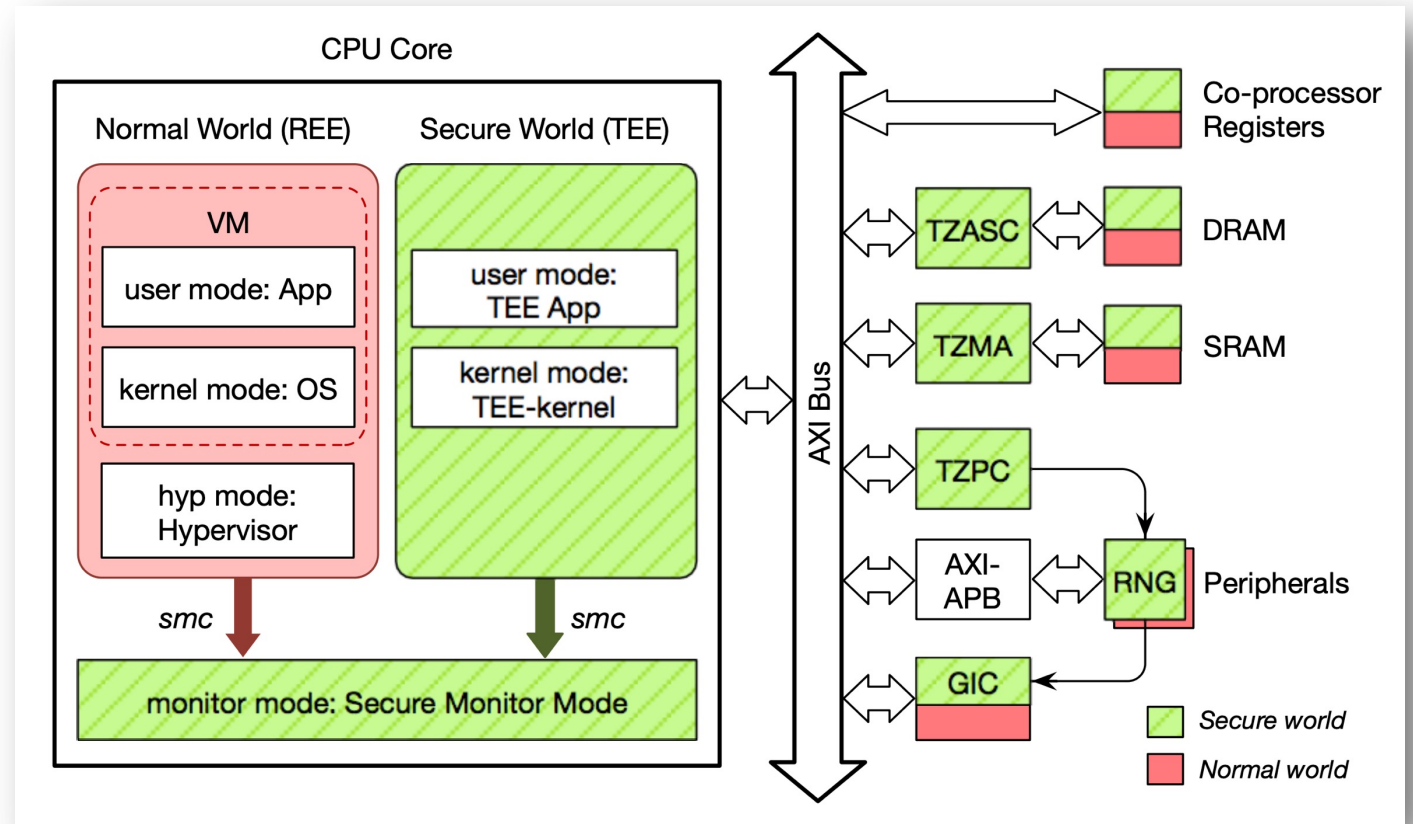 CPU Core
Normal World (REE)
Secure World (TEE)
VM
user mode: App
kernel mode: OS
hyp mode:
Hypervisor
user mode:
TEE App
kernel mode:
TEE-kernel
smc
smc
monitor mode: Secure Monitor Mode
AXI Bus
Co-processor
Registers
TZASC
DRAM
TZMA
SRAM
TZPC
AXI-
APB
RNG
Peripherals
GIC
Secure world
Normal world